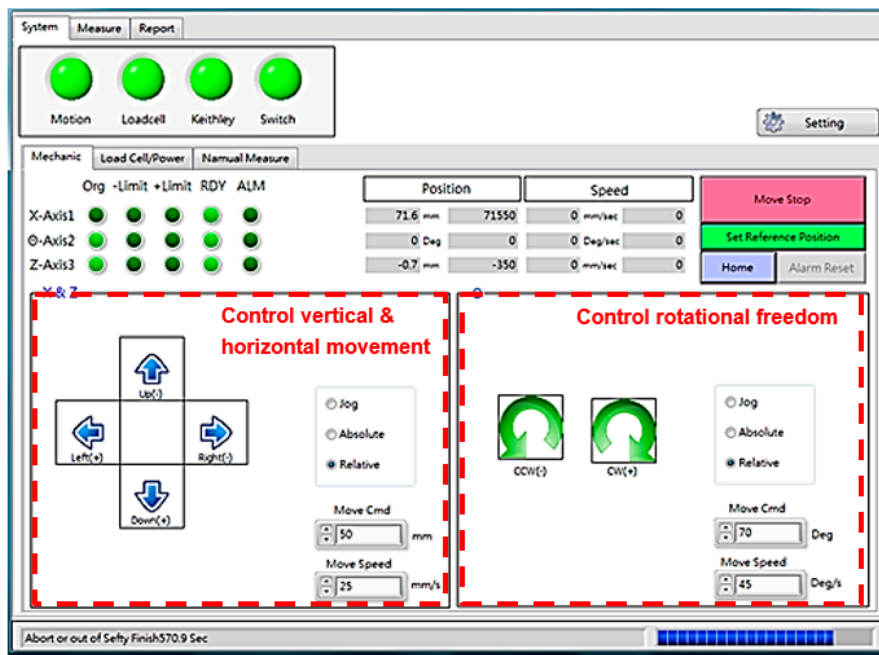 System Measure Report
Motion Loadcell Keithley Switch
Setting
Mechanic Load Cell/Power Namual Measure
Org -Limit +Limit RDY ALM
Position Speed
Move Stop
X-Axis1 71.6 mm 71550 0 mm/sec 0
Θ-Axis2 0 Deg 0 0 Deg/sec 0
Set Reference Position
Z-Axis3 -0.7 mm -350 0 mm/sec 0
Home Alarm Reset
X & Z
Control vertical &
horizontal movement
Up(-)
Left(+) Right(-)
Down(+)
Jog
Absolute
Relative
Move Cmd
50 mm
Move Speed
25 mm/s
Control rotational freedom
CCW(-) CW(+)
Jog
Absolute
Relative
Move Cmd
70 Deg
Move Speed
45 Deg/s
Abort or out of Sefty Finish570.9 Sec